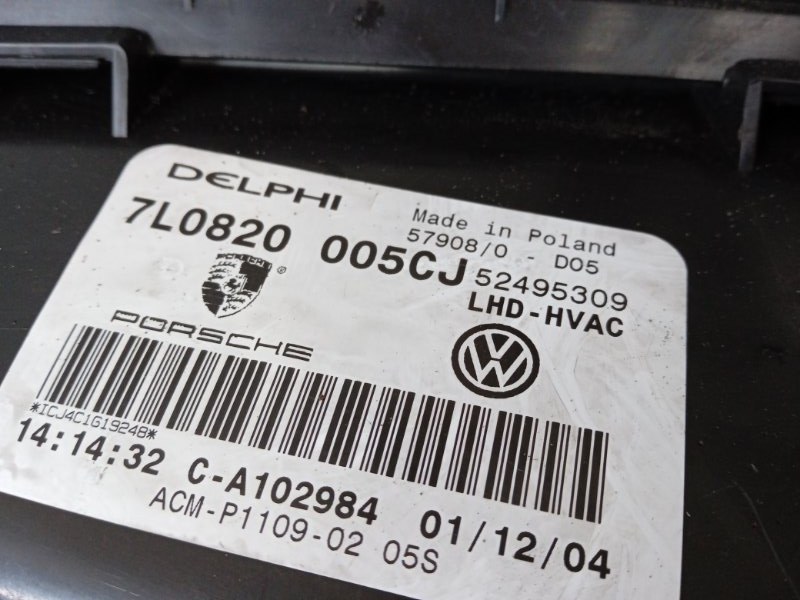 DELPHI
Made in Poland
7L0820 005CJ
57908/0 - D05
52495309
LHD-HVAC
PORSCHE
*ICJ4C1G19248*
14:14:32 C-A102984 01/12/04
ACM-P1109-02 05S